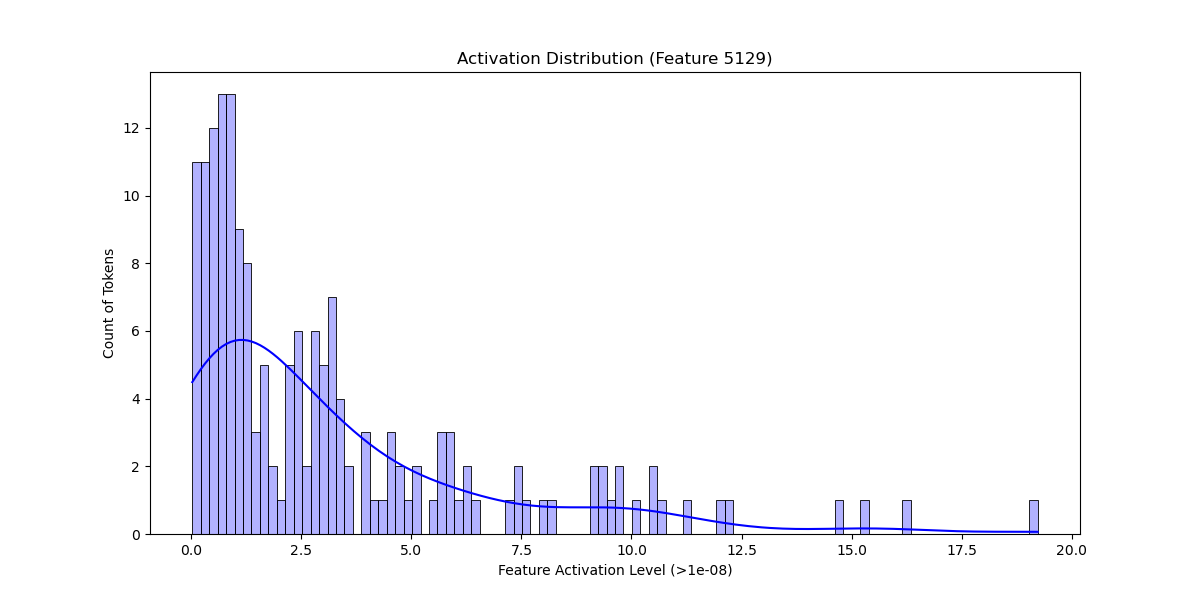 Activation Distribution (Feature 5129)
Count of Tokens
12
10
8
6
4
2
0
0.0 2.5 5.0 7.5 10.0 12.5 15.0 17.5 20.0
Feature Activation Level (>1e-08)